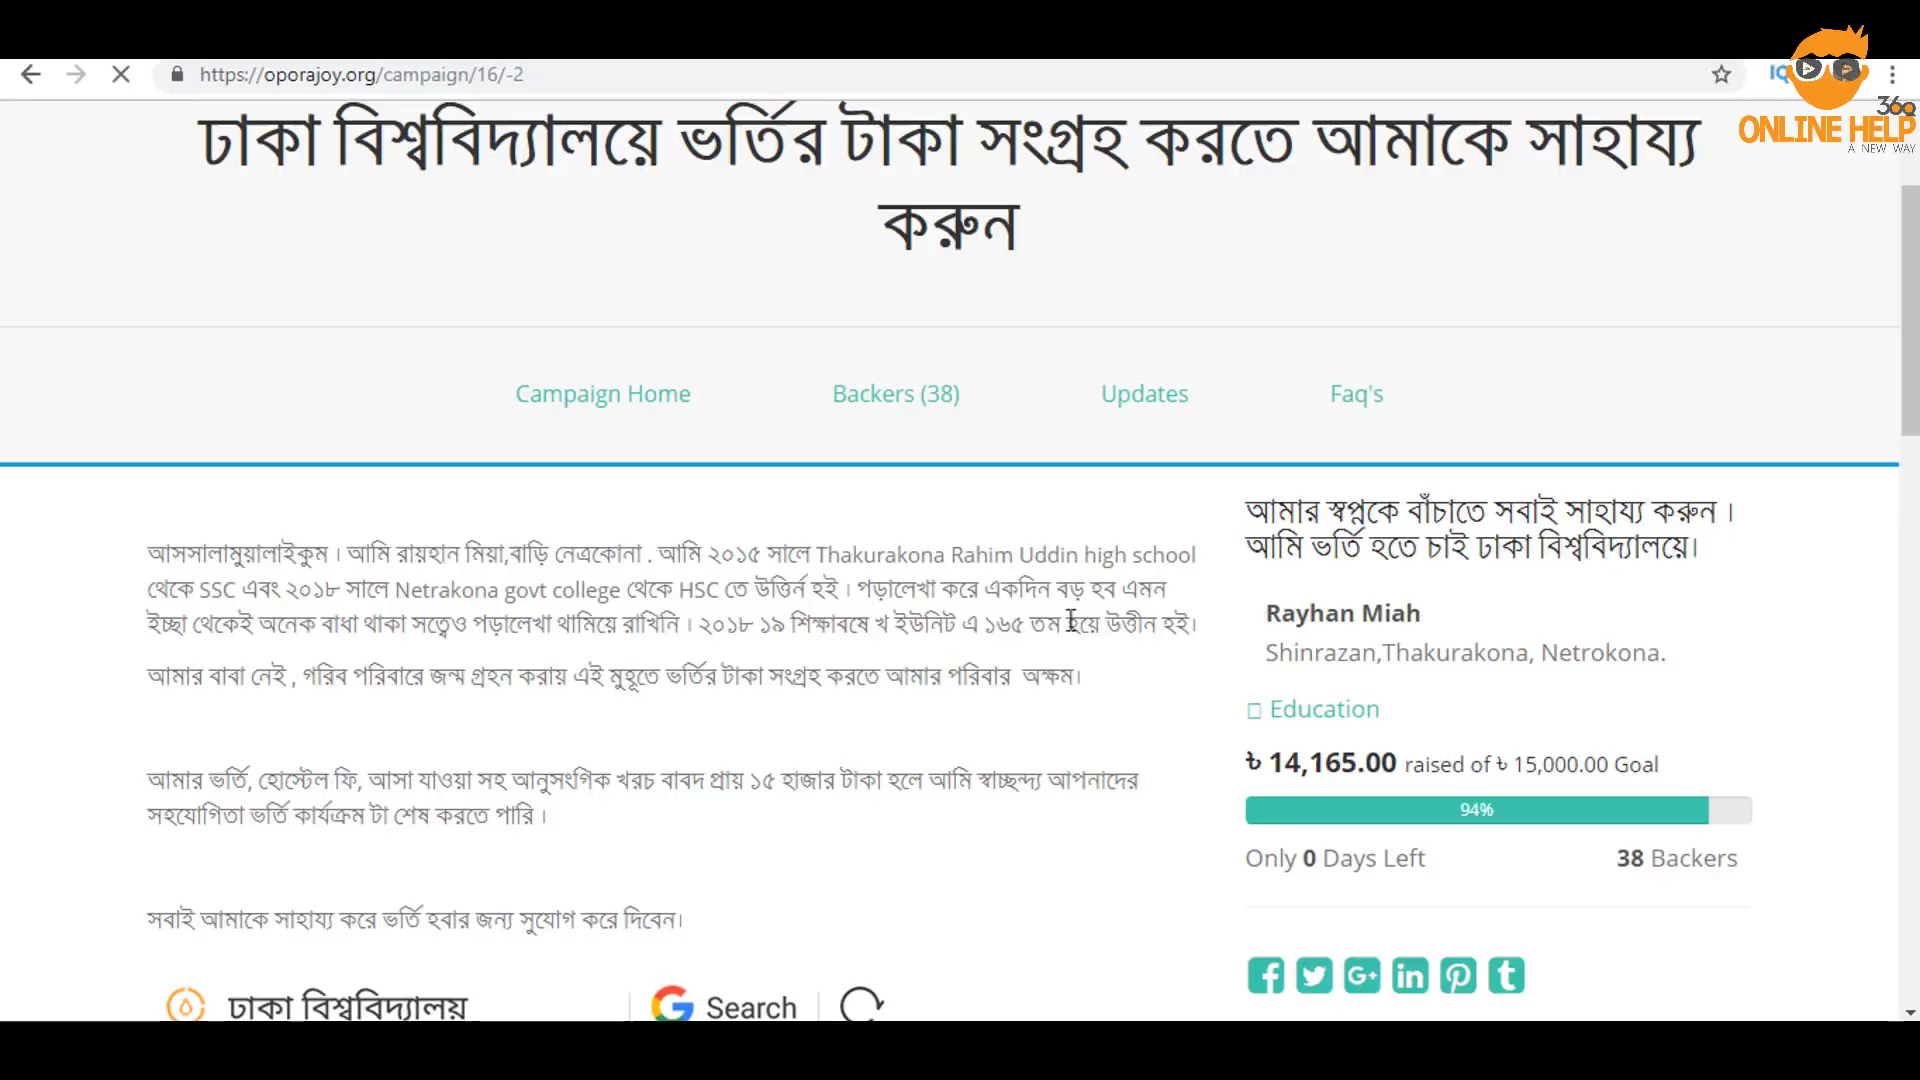 https://oporajoy.org/campaign/16/-2
360
ONLINE HELP
A NEW WAY
ঢাকা বিশ্ববিদ্যালয়ে ভর্তির টাকা সংগ্রহ করতে আমাকে সাহায্য
করুন
Campaign Home
Backers (38)
Updates
Faq's
আসসালামুয়ালাইকুম । আমি রায়হান মিয়া,বাড়ি নেত্রকোনা . আমি ২০১৫ সালে Thakurakona Rahim Uddin high school
থেকে SSC এবং ২০১৮ সালে Netrakona govt college থেকে HSC তে উত্তির্ন হই । পড়ালেখা করে একদিন বড় হব এমন
ইচ্ছা থেকেই অনেক বাধা থাকা সত্বেও পড়ালেখা থামিয়ে রাখিনি । ২০১৮ ১৯ শিক্ষাবষে খ ইউনিট এ ১৬৫ তম হয়ে উত্তীন হই।
আমার বাবা নেই , গরিব পরিবারে জন্ম গ্রহন করায় এই মুহূতে ভর্তির টাকা সংগ্রহ করতে আমার পরিবার অক্ষম।
আমার ভর্তি, হোস্টেল ফি, আসা যাওয়া সহ আনুসংগিক খরচ বাবদ প্রায় ১৫ হাজার টাকা হলে আমি স্বাচ্ছন্দ্য আপনাদের
সহযোগিতা ভর্তি কার্যক্রম টা শেষ করতে পারি ।
সবাই আমাকে সাহায্য করে ভর্তি হবার জন্য সুযোগ করে দিবেন।
ঢাকা বিশ্ববিদ্যালয়
Search
আমার স্বপ্নকে বাঁচাতে সবাই সাহায্য করুন ।
আমি ভর্তি হতে চাই ঢাকা বিশ্ববিদ্যালয়ে।
Rayhan Miah
Shinrazan,Thakurakona, Netrokona.
Education
৳ 14,165.00 raised of ৳ 15,000.00 Goal
94%
Only 0 Days Left
38 Backers